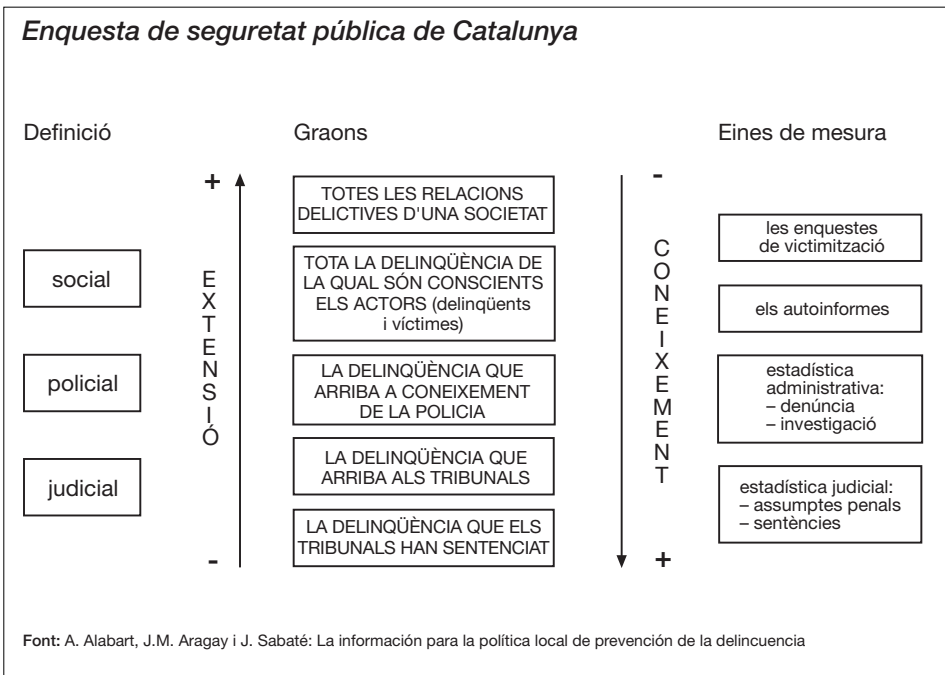 Enquesta de seguretat pública de Catalunya
Definició
Graons
Eines de mesura
+
-
TOTES LES RELACIONS
DELICTIVES D'UNA SOCIETAT
les enquestes
de victimització
social
EXTENSIÓ
TOTA LA DELINQÜÈNCIA DE
LA QUAL SÓN CONSCIENTS
ELS ACTORS (delinqüents
i víctimes)
CONEIXEMENT
els autoinformes
policial
LA DELINQÜÈNCIA QUE
ARRIBA A CONEIXEMENT
DE LA POLICIA
estadística
administrativa:
– denúncia
– investigació
judicial
LA DELINQÜÈNCIA QUE
ARRIBA ALS TRIBUNALS
estadística judicial:
– assumptes penals
– sentències
LA DELINQÜÈNCIA QUE ELS
TRIBUNALS HAN SENTENCIAT
-
+
Font: A. Alabart, J.M. Aragay i J. Sabaté: La información para la política local de prevención de la delincuencia